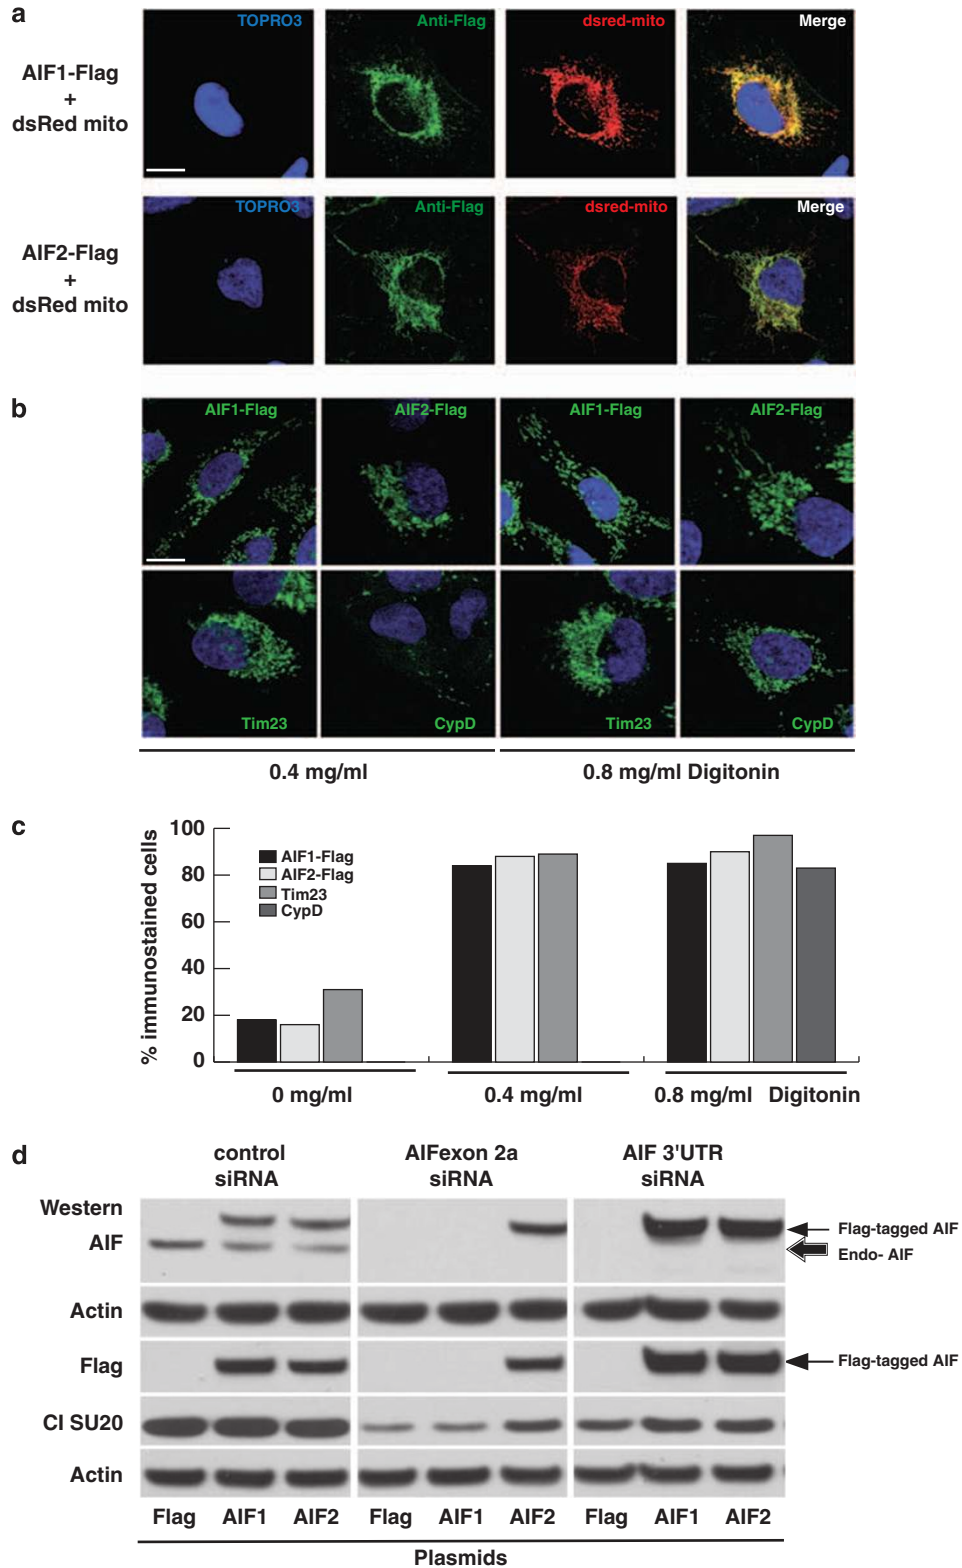 a
TOPRO3 Anti-Flag dsred-mito Merge
AIF1-Flag
+
dsRed mito
TOPRO3 Anti-Flag dsred-mito Merge
AIF2-Flag
+
dsRed mito
b
AIF1-Flag AIF2-Flag AIF1-Flag AIF2-Flag
Tim23 CypD Tim23 CypD
0.4 mg/ml 0.8 mg/ml Digitonin
c
% immunostained cells
100
80
60
40
20
0
AIF1-Flag
AIF2-Flag
Tim23
CypD
0 mg/ml 0.4 mg/ml 0.8 mg/ml Digitonin
d
control
siRNA
AIFexon 2a
siRNA
AIF 3'UTR
siRNA
Western
AIF
Flag-tagged AIF
Endo- AIF
Actin
Flag
Flag-tagged AIF
CI SU20
Actin
Flag AIF1 AIF2 Flag AIF1 AIF2 Flag AIF1 AIF2
Plasmids